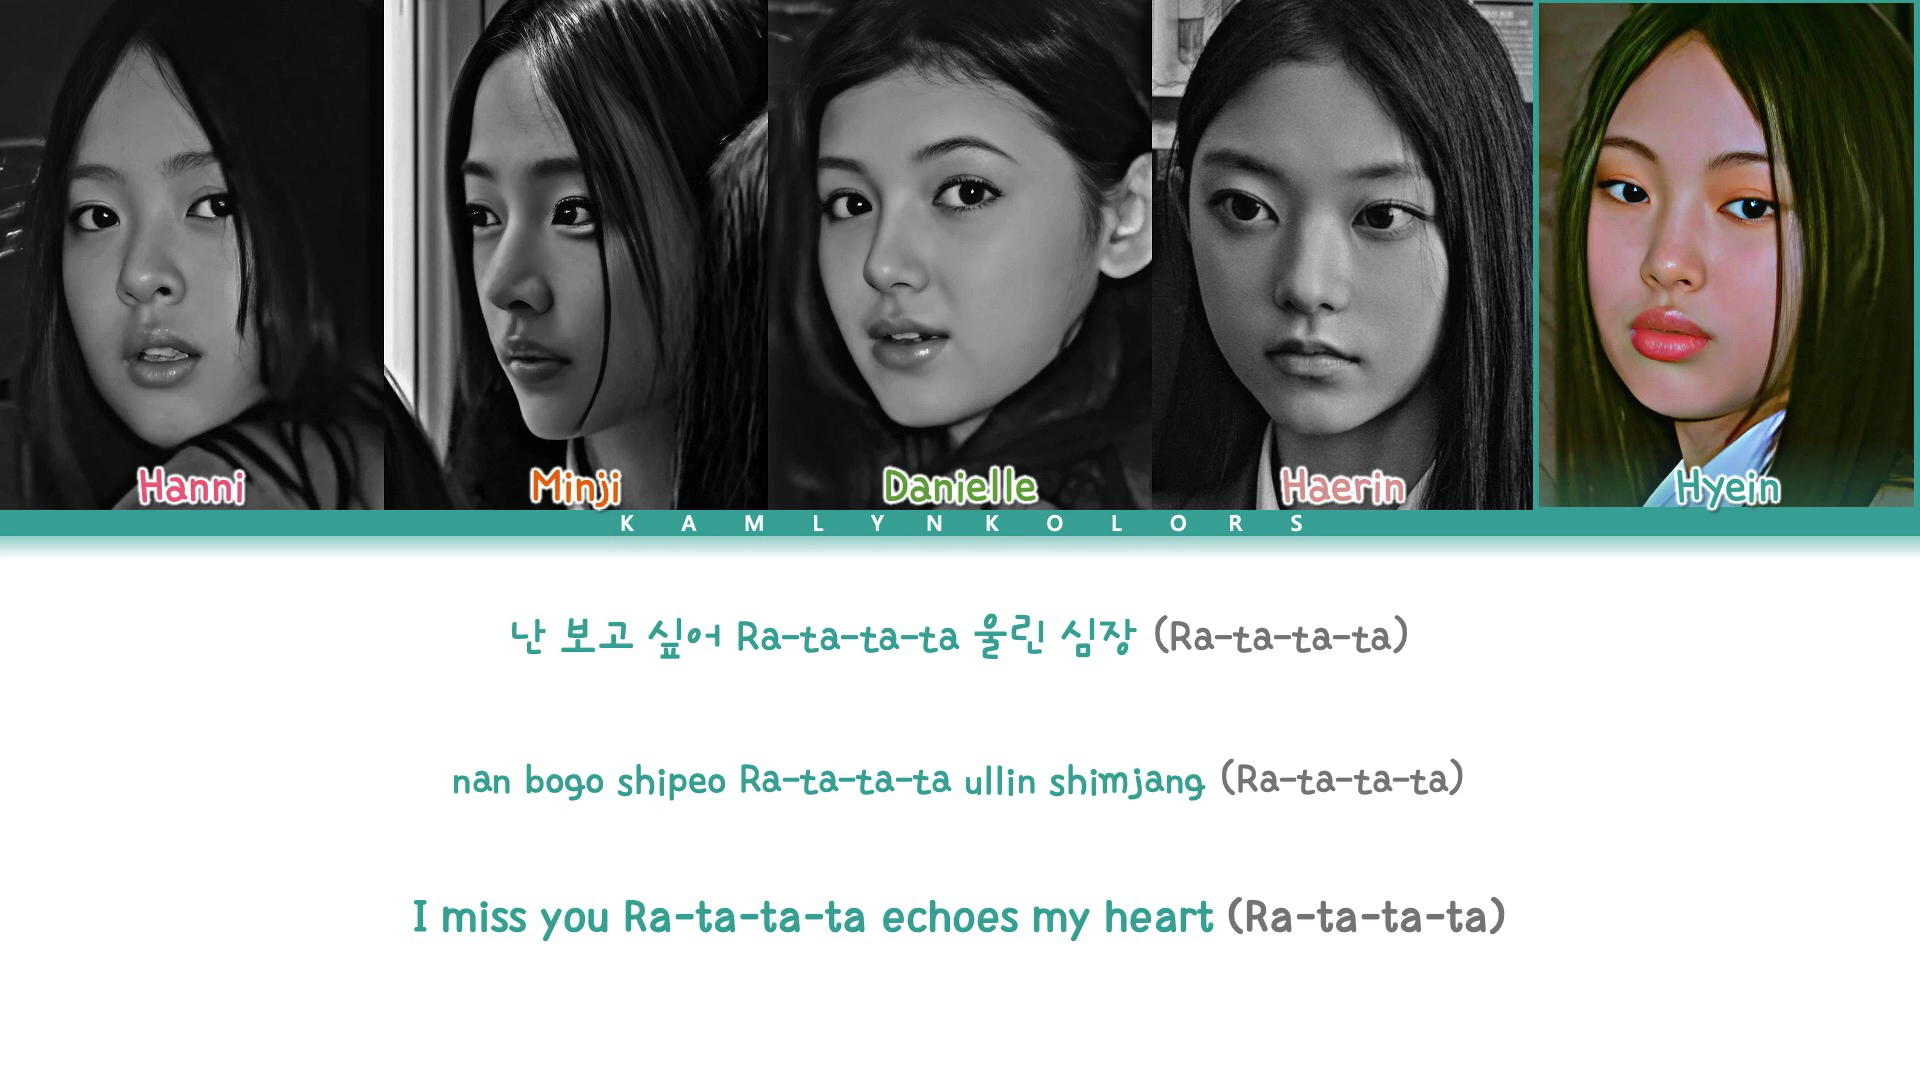 Hanni
Minji
Danielle
Haerin
Hyein
KAMLYNKOLORS
난 보고 싶어 Ra-ta-ta-ta 울린 심장 (Ra-ta-ta-ta)
nan bogo shipeo Ra-ta-ta-ta ullin shimjang (Ra-ta-ta-ta)
I miss you Ra-ta-ta-ta echoes my heart (Ra-ta-ta-ta)